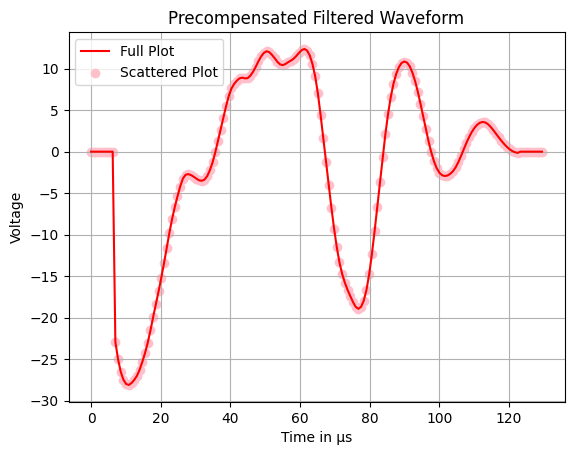 Precompensated Filtered Waveform
Full Plot
Scattered Plot
10
5
0
−5
−10
−15
−20
−25
−30
Voltage
0 20 40 60 80 100 120
Time in μs